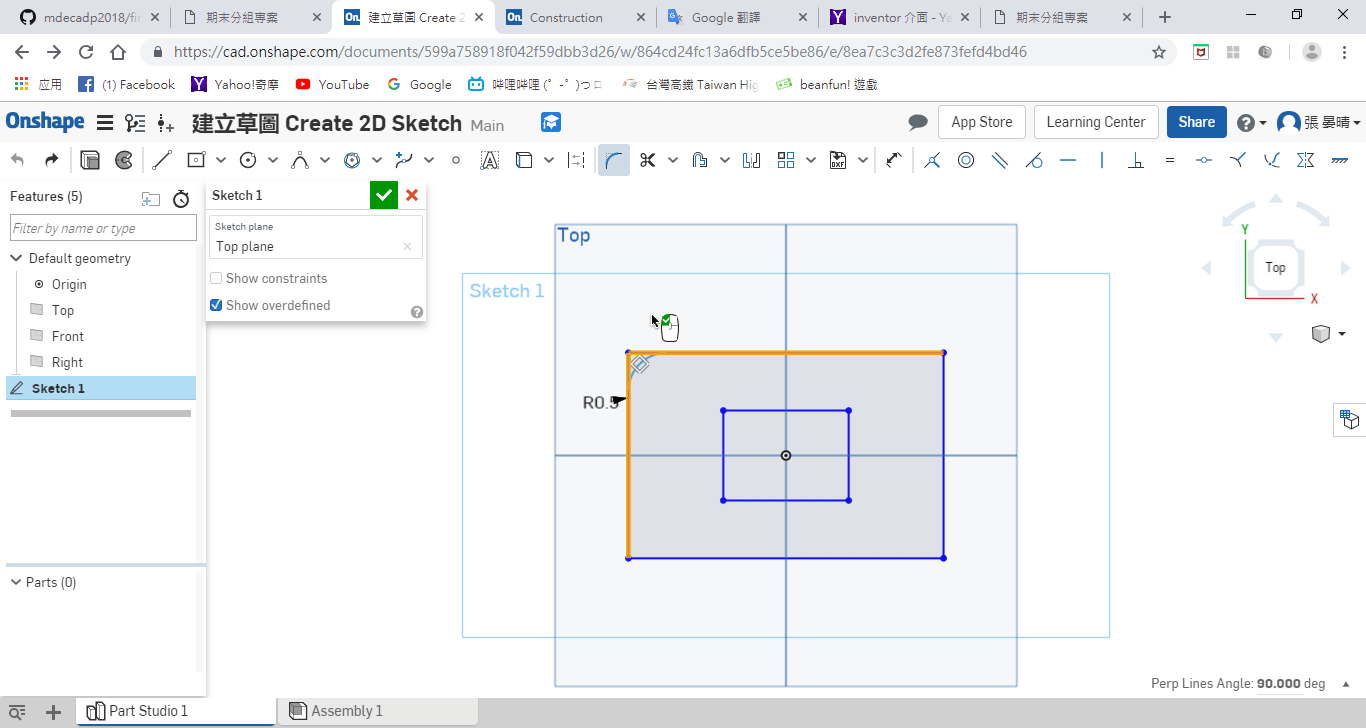 mdecadp2018/fin
期末分組專案
建立草圖 Create 2
Construction
Google 翻譯
inventor 介面 - Ya
期末分組專案
https://cad.onshape.com/documents/599a758918f042f59dbb3d26/w/864cd24fc13a6dfb5ce5be86/e/8ea7c3c3d2fe873fefd4bd46
应用
(1) Facebook
Yahoo!奇摩
YouTube
Google
哔哩哔哩 (゜-゜)つロ
台灣高鐵 Taiwan Hig
beanfun! 遊戲
Onshape
建立草圖 Create 2D Sketch Main
App Store
Learning Center
Share
張 晏晴
Features (5)
Filter by name or type
Default geometry
Origin
Top
Front
Right
Sketch 1
Parts (0)
Sketch 1
Sketch plane
Top plane
Show constraints
Show overdefined
Top
Sketch 1
R0.5
Y
Top
X
Perp Lines Angle: 90.000 deg
Part Studio 1
Assembly 1